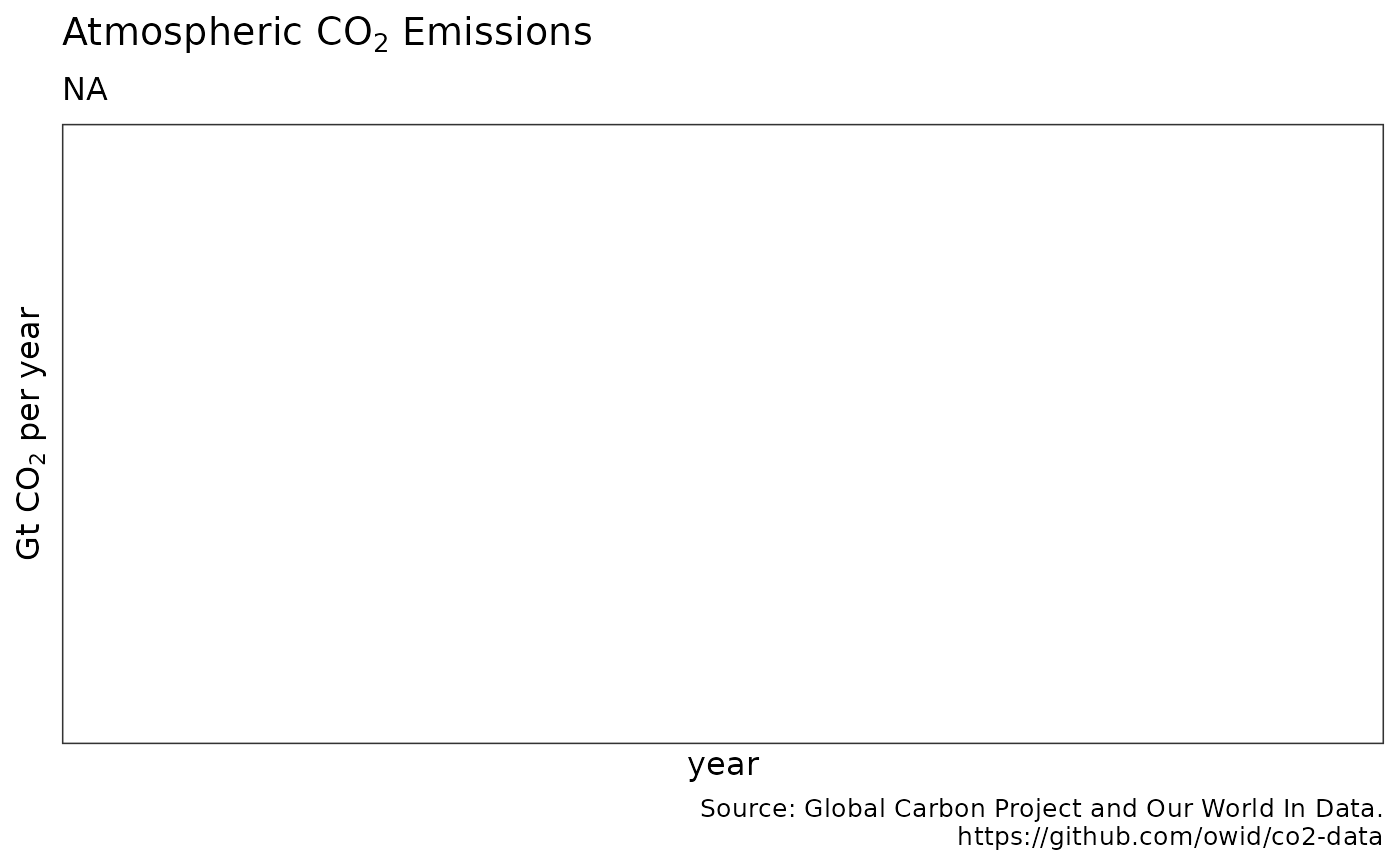 Atmospheric CO₂ Emissions
NA
Gt CO₂ per year
year
Source: Global Carbon Project and Our World In Data.
https://github.com/owid/co2-data